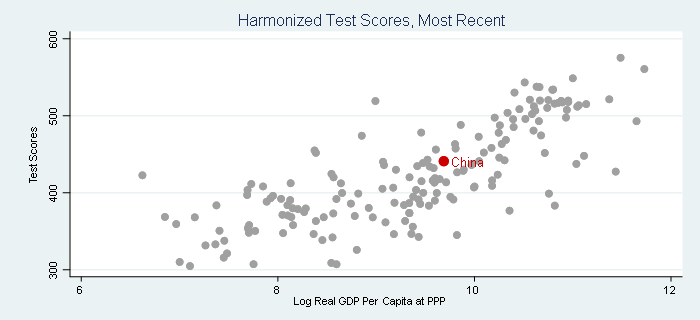 Harmonized Test Scores, Most Recent
600
500
400
300
Test Scores
China
6
8
10
12
Log Real GDP Per Capita at PPP